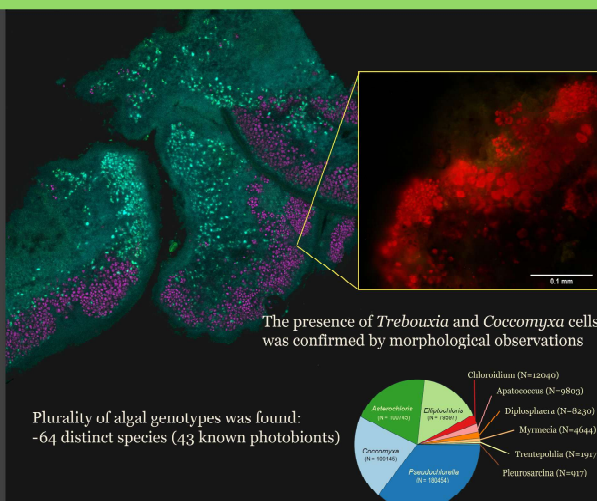 0.1 mm
The presence of Trebouxia and Coccomyxa cells
was confirmed by morphological observations
Plurality of algal genotypes was found:
-64 distinct species (43 known photobionts)
Chloroidium (N=12040)
Apatococcus (N=9803)
Diplosphaera (N=8230)
Myrmecia (N=4644)
Trentepohlia (N=1917
Pleurosarcina (N=917)
Asterochloris
Elliptochloris
Coccomyxa
(N = 100146)
Pseudochlorella
(N = 180454)